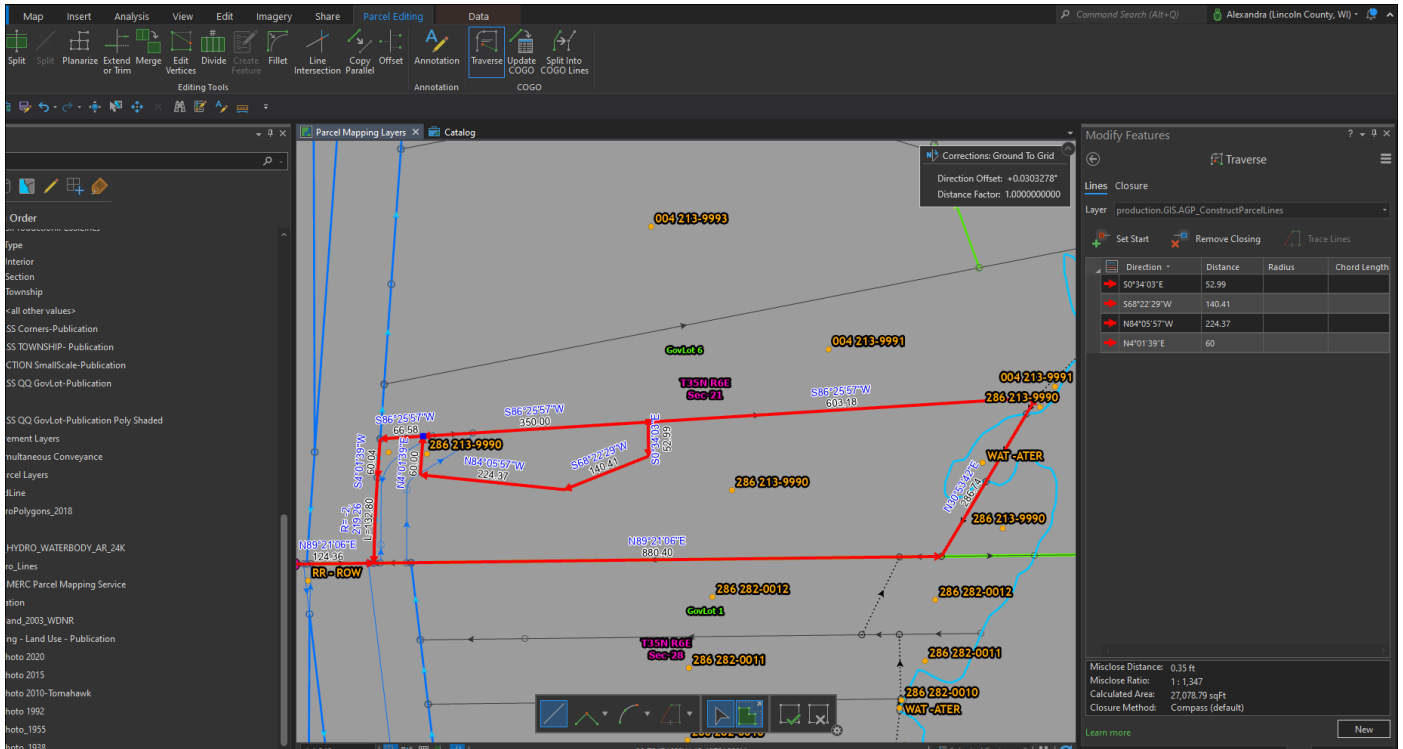 Map Insert Analysis View Edit Imagery Share Parcel Editing Data
Command Search (Alt+Q)
Alexandra (Lincoln County, WI)
Split Split Planarize Extend or Trim Merge Edit Vertices Divide Create Feature Fillet Line Intersection Copy Parallel Offset Annotation Traverse Update COGO Split Into COGO Lines
Editing Tools Annotation COGO
Parcel Mapping Layers
Catalog
Order
Type
Interior
Section
Township
<all other values>
SS Corners-Publication
SS TOWNSHIP- Publication
CTION SmallScale-Publication
SS QQ GovLot-Publication
SS QQ GovLot-Publication Poly Shaded
rement Layers
multaneous Conveyance
rcel Layers
dLine
roPolygons_2018
HYDRO_WATERBODY_AR_24K
ro_Lines
MERC Parcel Mapping Service
ation
and_2003_WDNR
ng - Land Use - Publication
hoto 2020
hoto 2015
hoto 2010-Tomahawk
hoto 1992
hoto_1955
hoto 1938
Corrections: Ground To Grid
Direction Offset: +0.0303278°
Distance Factor: 1.0000000000
004 213-9993
GovLot 6
004 213-9991
T35N R6E
Sec-21
004 213-9991
286 213-9990
S86°25'57"W
603.18
S86°25'57"W
350.00
S86°25'57"W
66.58
286 213-9990
S4°01'39"W
60.04
N4°01'39"E
60.00
N84°05'57"W
224.37
S68°22'29"W
140.41
S0°34'03"E
52.99
WAT-ATER
286 213-9990
N30°53'42"E
286.74
286 213-9990
R= -2,
219.26
L=132.80
N89°21'06"E
124.36
N89°21'06"E
880.40
RR - ROW
286 282-0012
286 282-0012
GovLot 1
T35N R6E
Sec-28
286 282-0011
286 282-0011
286 282-0010
WAT-ATER
Modify Features
Traverse
Lines Closure
Layer production.GIS.AGP_ConstructParcelLines
Set Start Remove Closing Trace Lines
Direction Distance Radius Chord Length
S0°34'03"E 52.99
S68°22'29"W 140.41
N84°05'57"W 224.37
N4°01'39"E 60
Misclose Distance: 0.35 ft
Misclose Ratio: 1 : 1,347
Calculated Area: 27,078.79 sqFt
Closure Method: Compass (default)
Learn more
New